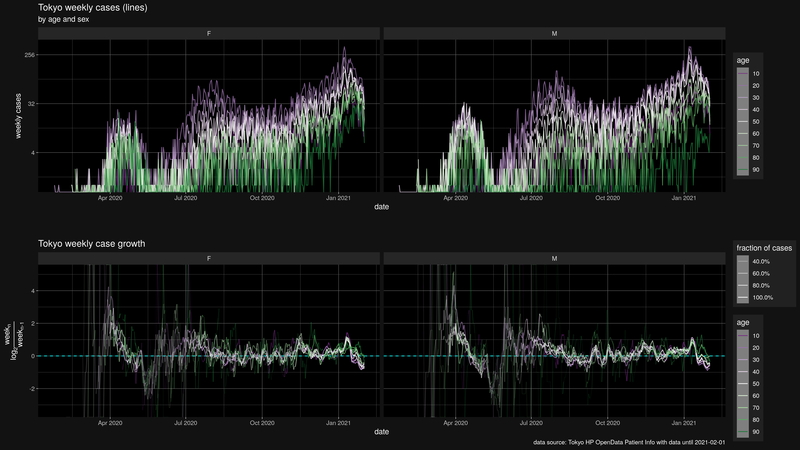 Tokyo weekly cases (lines)
by age and sex
F
M
256
32
4
weekly cases
Apr 2020
Jul 2020
Oct 2020
Jan 2021
Apr 2020
Jul 2020
Oct 2020
Jan 2021
date
age
10
20
30
40
50
60
70
80
90
Tokyo weekly case growth
F
M
4
2
0
-2
log₂ weekₙ / weekₙ₋₁
Apr 2020
Jul 2020
Oct 2020
Jan 2021
Apr 2020
Jul 2020
Oct 2020
Jan 2021
date
fraction of cases
40.0%
60.0%
80.0%
100.0%
age
10
20
30
40
50
60
70
80
90
data source: Tokyo HP OpenData Patient Info with data until 2021-02-01